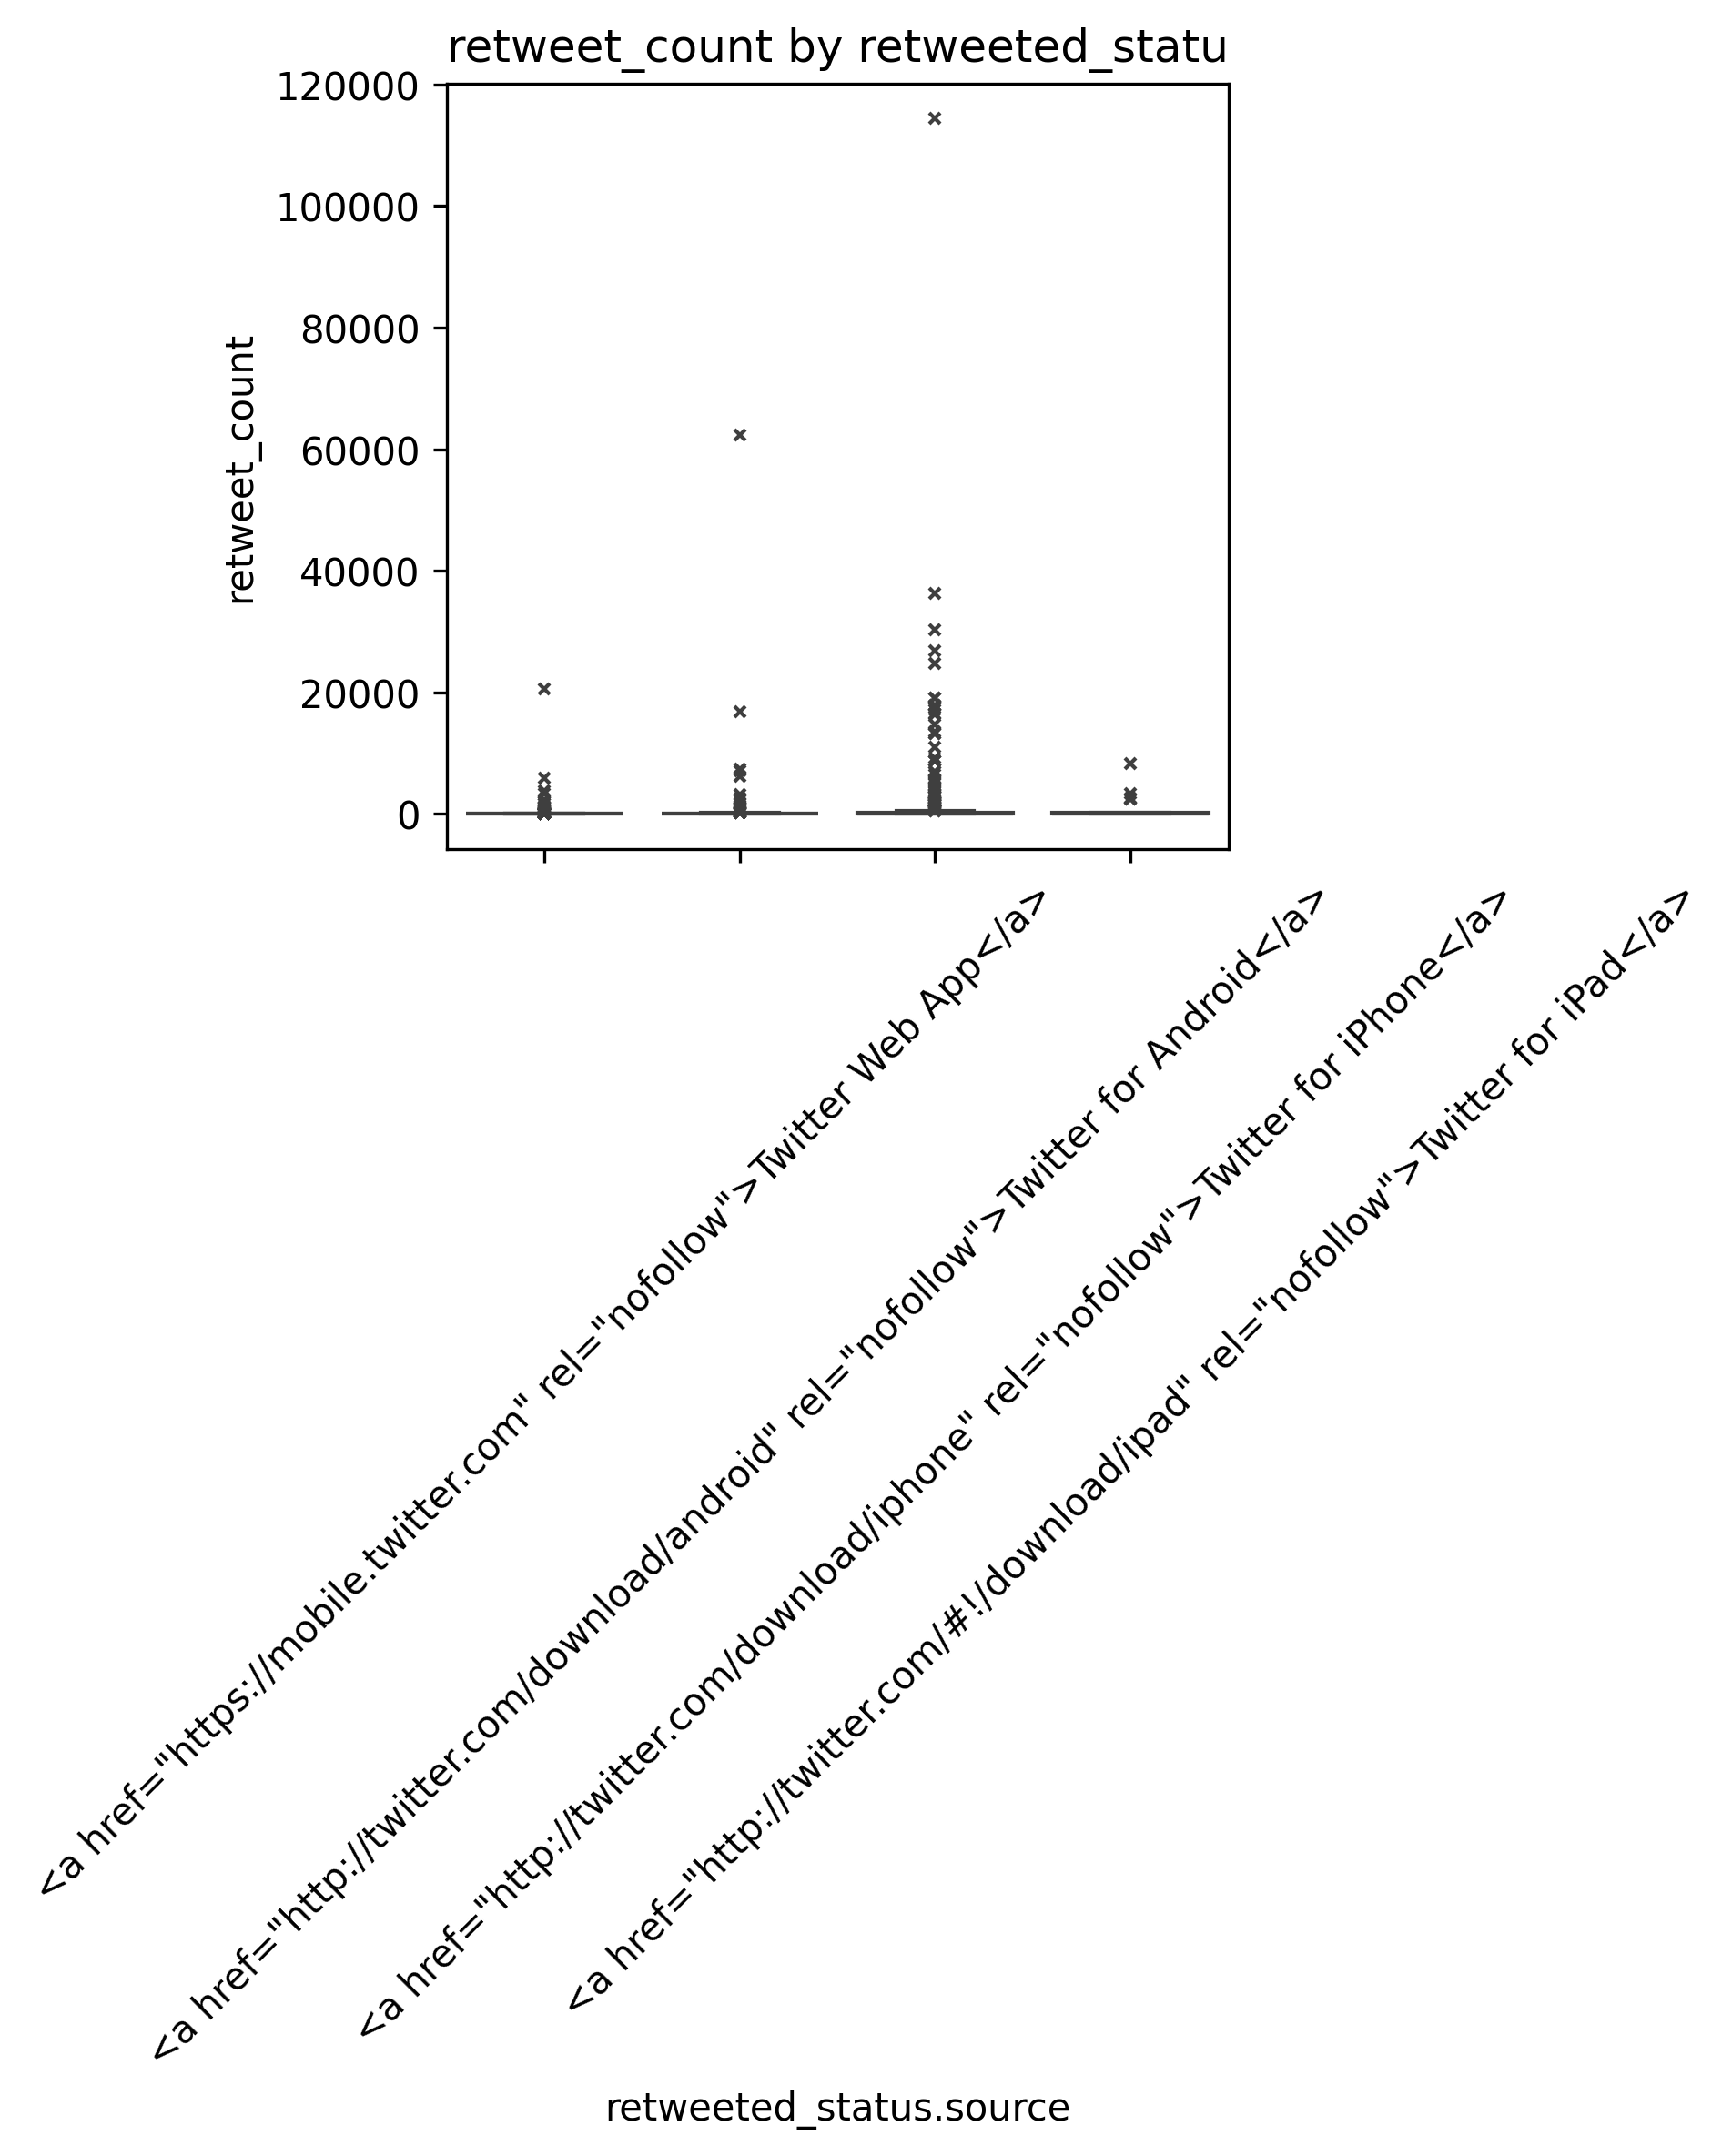 retweet_count by retweeted_statu
120000
100000
80000
60000
40000
20000
0
retweet_count
<a href="https://mobile.twitter.com" rel="nofollow">Twitter Web App</a>
<a href="http://twitter.com/download/android" rel="nofollow">Twitter for Android</a>
<a href="http://twitter.com/download/iphone" rel="nofollow">Twitter for iPhone</a>
<a href="http://twitter.com/#!/download/ipad" rel="nofollow">Twitter for iPad</a>
retweeted_status.source